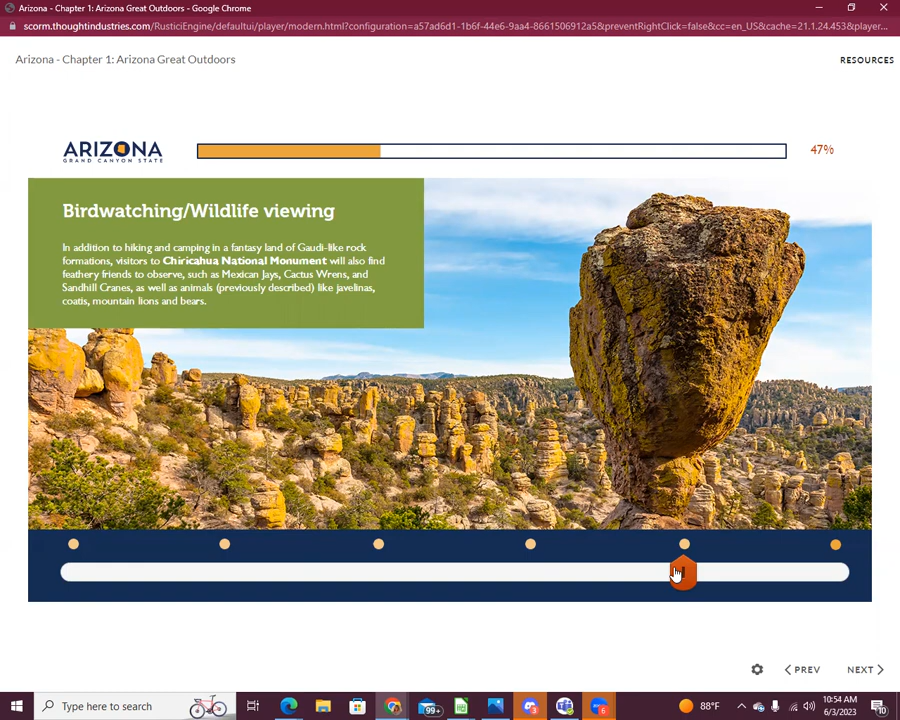 Arizona - Chapter 1: Arizona Great Outdoors - Google Chrome
scorm.thoughtindustries.com/RusticiEngine/defaultui/player/modern.html?configuration=a57ad6d1-1b6f-44e6-9aa4-8661506912a5&preventRightClick=false&cc=en_US&cache=21.1.24.453&player...
Arizona - Chapter 1: Arizona Great Outdoors
RESOURCES
ARIZONA
GRAND CANYON STATE
47%
Birdwatching/Wildlife viewing
In addition to hiking and camping in a fantasy land of Gaudi-like rock
formations, visitors to Chiricahua National Monument will also find
feathery friends to observe, such as Mexican Jays, Cactus Wrens, and
Sandhill Cranes, as well as animals (previously described) like javelinas,
coatis, mountain lions and bears.
PREV
NEXT
Type here to search
99+
3
6
88°F
10:54 AM
6/3/2023
10